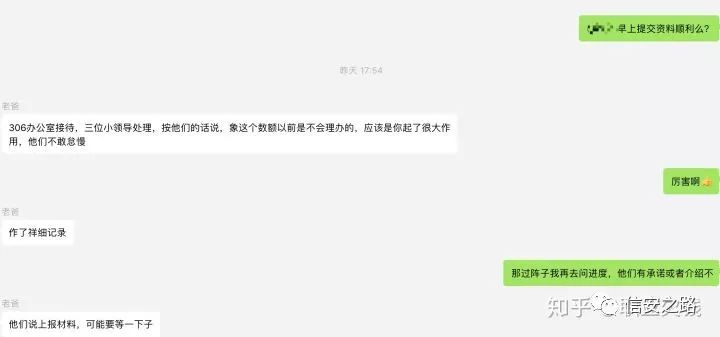 早上提交资料顺利么?
昨天 17:54
老爸
306办公室接待，三位小领导处理，按他们的话说，象这个数额以前是不会理办的，应该是你起了很大作
用，他们不敢怠慢
厉害啊👍
老爸
作了祥细记录
那过阵子我再去问进度，他们有承诺或者介绍不
老爸
他们说上报材料，可能要等一下子
知乎
信安之路